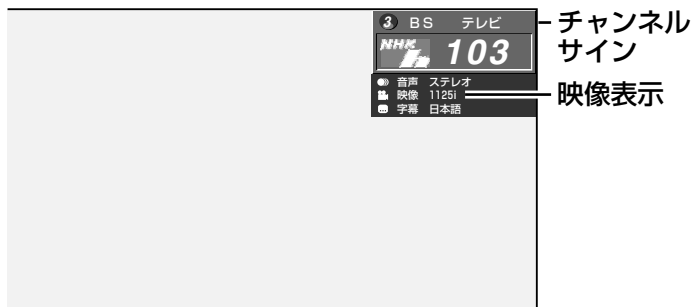 3 BS テレビ
NHK 103
音声 ステレオ
映像 1125i
字幕 日本語
チャンネル
サイン
映像表示